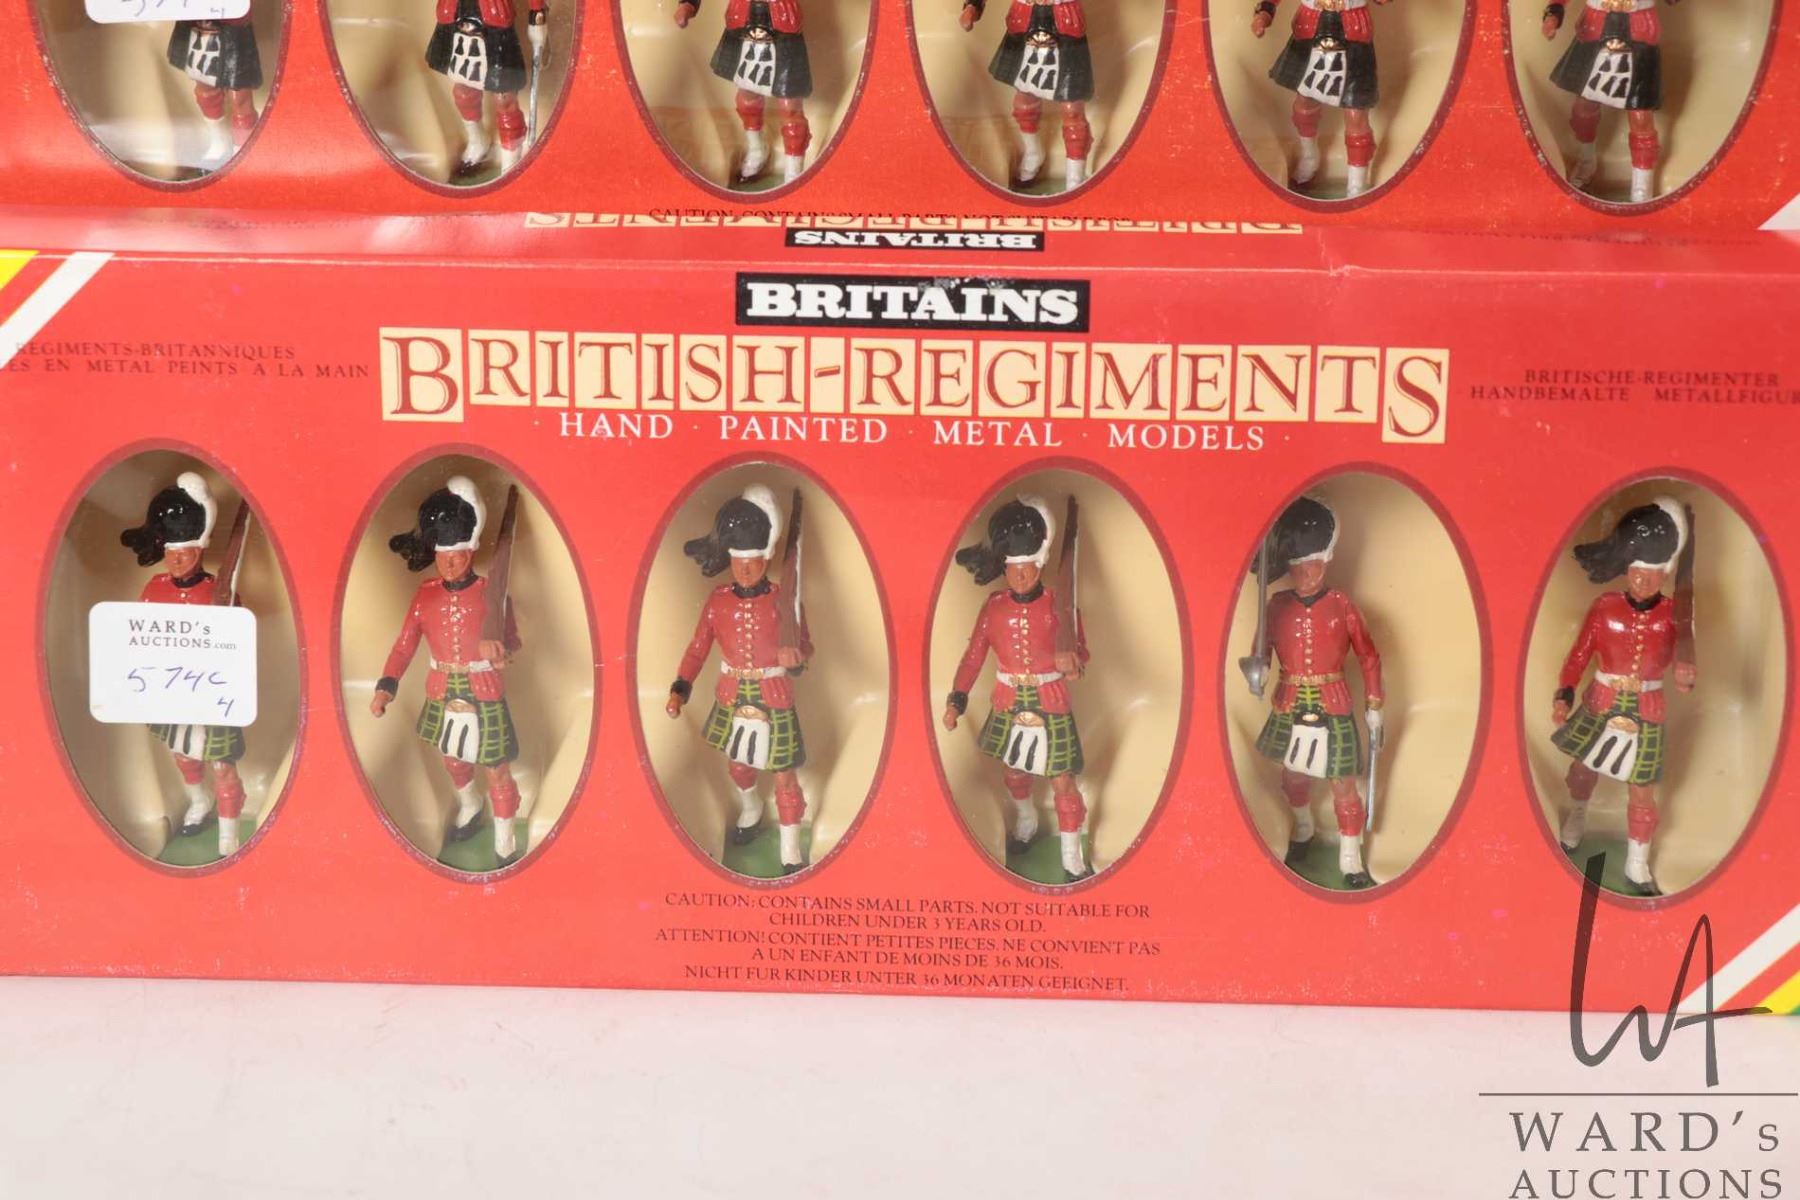 BRITAINS
BRITAINS
BRITISH-REGIMENTS
· HAND · PAINTED · METAL · MODELS ·
REGIMENTS-BRITANNIQUES
EN METAL PEINTS A LA MAIN
BRITISCHE-REGIMENTER
HANDBEMALTE METALLFIGUR
WARD's
AUCTIONS.com
574c
4
CAUTION: CONTAINS SMALL PARTS. NOT SUITABLE FOR
CHILDREN UNDER 3 YEARS OLD.
ATTENTION! CONTIENT PETITES PIECES. NE CONVIENT PAS
A UN ENFANT DE MOINS DE 36 MOIS.
NICHT FUR KINDER UNTER 36 MONATEN GEEIGNET.
WA
WARD's
AUCTIONS